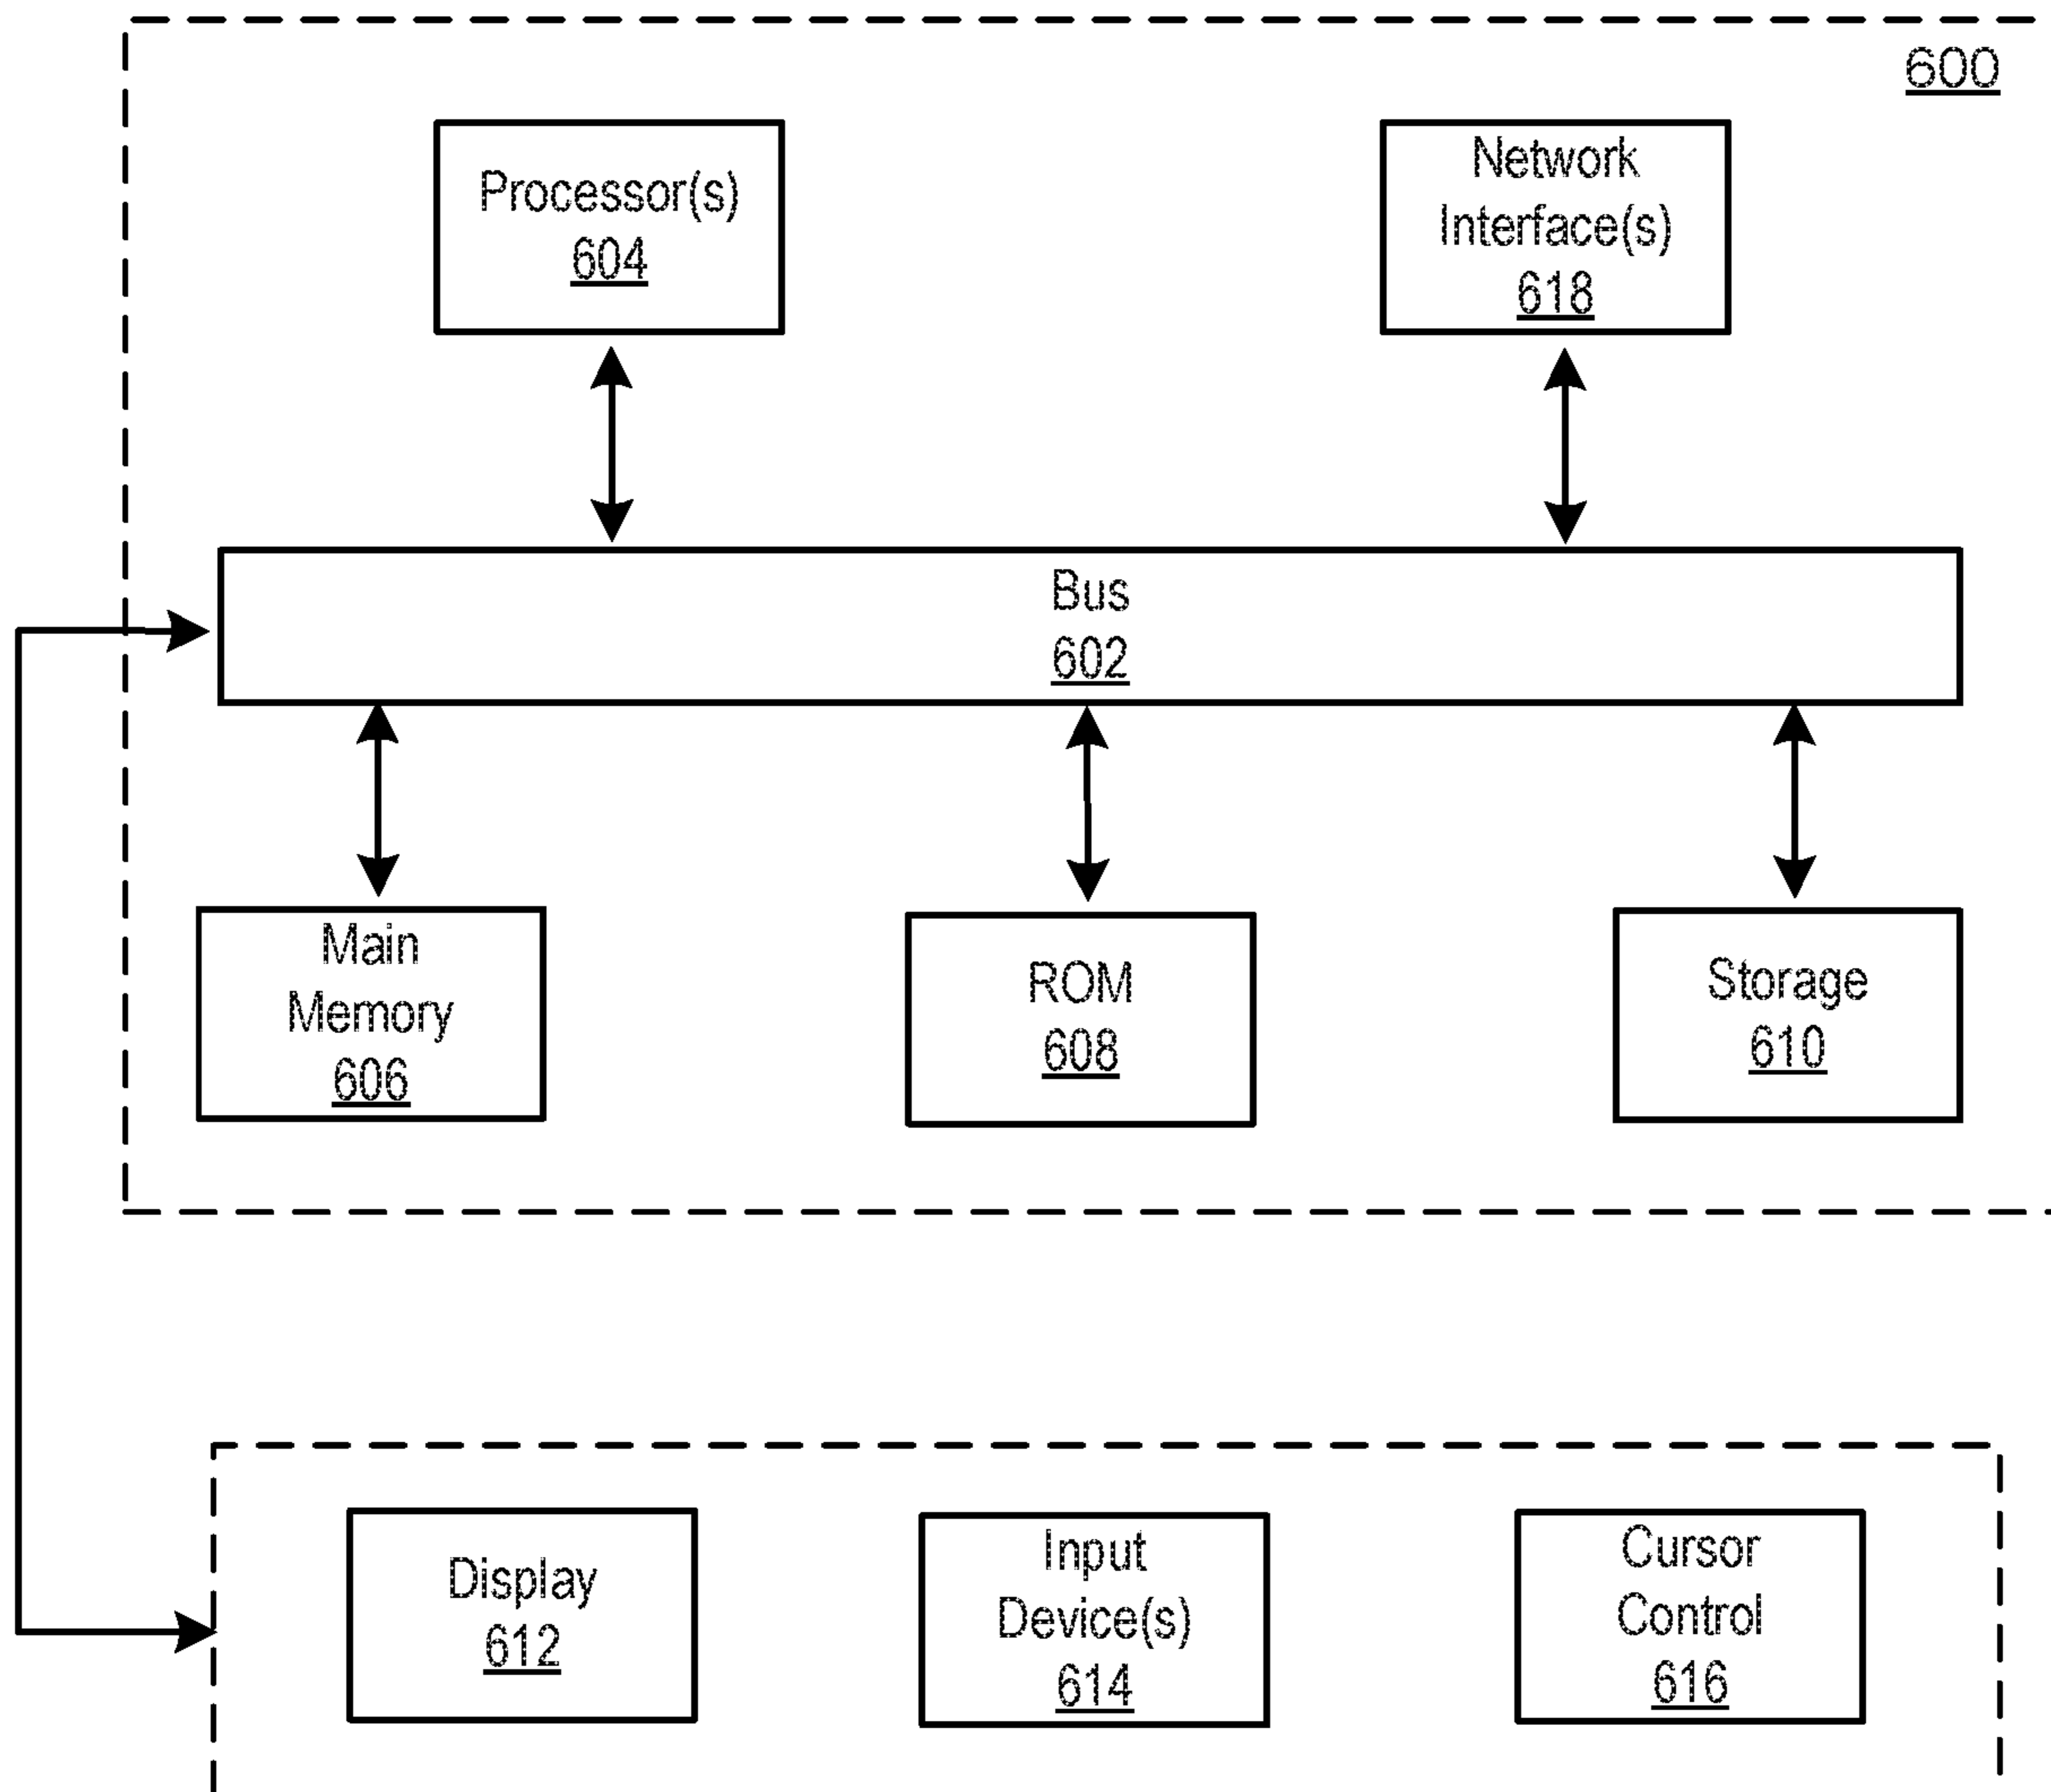 600
Processor(s)
604
Network
Interface(s)
618
Bus
602
Main
Memory
606
ROM
608
Storage
610
Display
612
Input
Device(s)
614
Cursor
Control
616